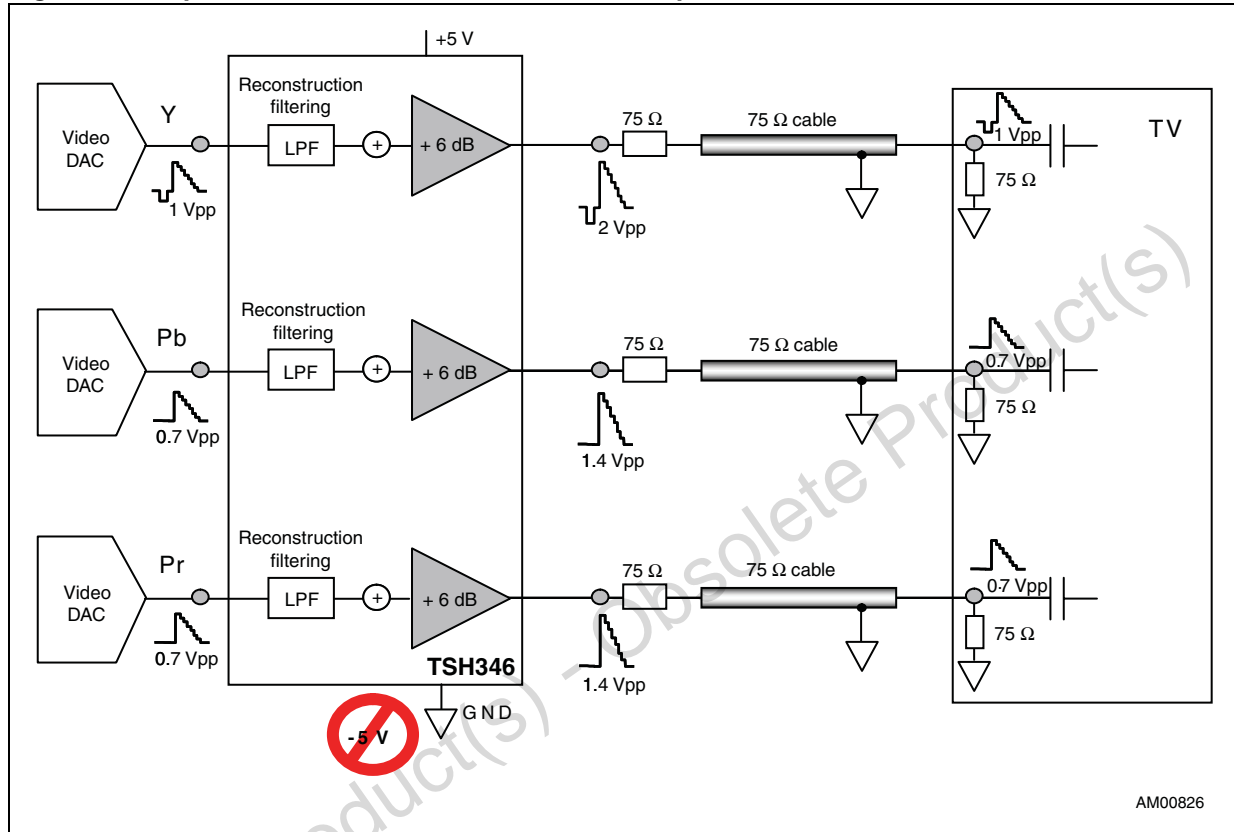 +5 V
Reconstruction
filtering
Video
DAC
Y
1 Vpp
LPF
+
+ 6 dB
2 Vpp
75 Ω
75 Ω cable
1 Vpp
75 Ω
TV
Reconstruction
filtering
Video
DAC
Pb
0.7 Vpp
LPF
+
+ 6 dB
1.4 Vpp
75 Ω
75 Ω cable
0.7 Vpp
75 Ω
Reconstruction
filtering
Video
DAC
Pr
0.7 Vpp
LPF
+
+ 6 dB
1.4 Vpp
75 Ω
75 Ω cable
0.7 Vpp
75 Ω
TSH346
GND
-5 V
Obsolete Product(s)
AM00826